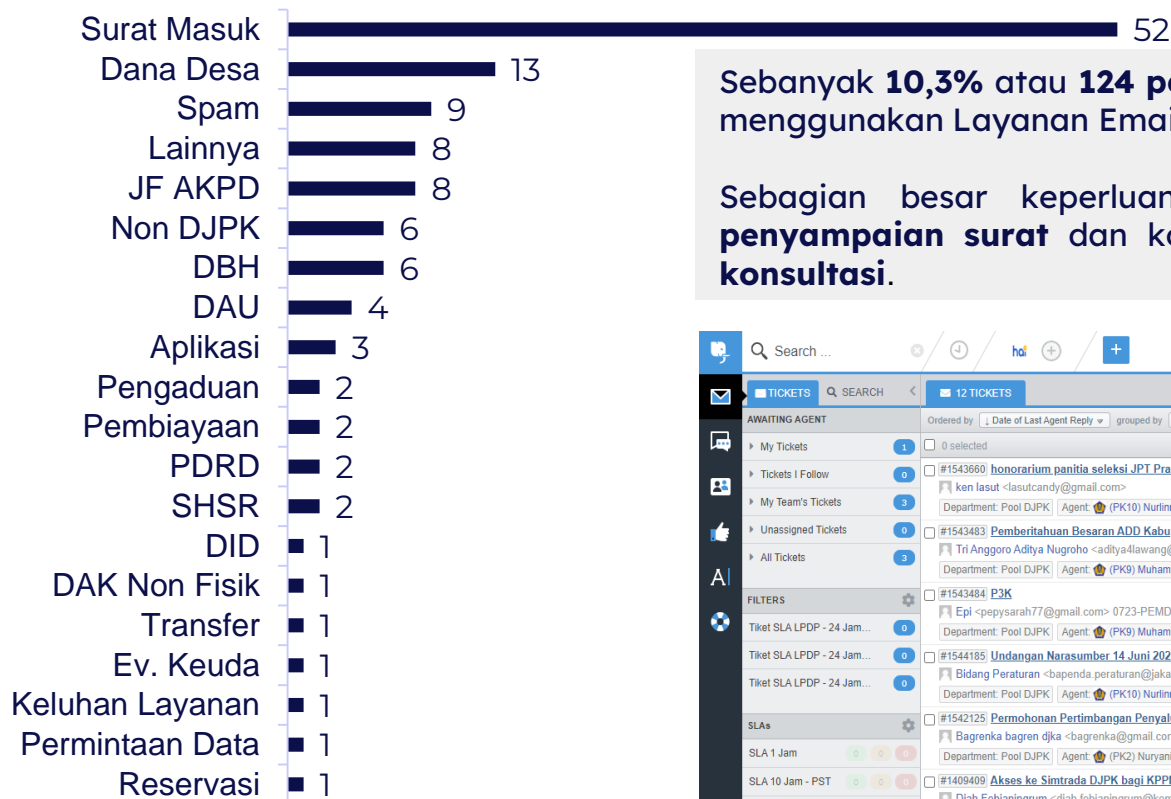 Surat Masuk 52
Dana Desa 13
Spam 9
Lainnya 8
JF AKPD 8
Non DJPK 6
DBH 6
DAU 4
Aplikasi 3
Pengaduan 2
Pembiayaan 2
PDRD 2
SHSR 2
DID 1
DAK Non Fisik 1
Transfer 1
Ev. Keuda 1
Keluhan Layanan 1
Permintaan Data 1
Reservasi 1
Sebanyak 10,3% atau 124
menggunakan Layanan
Sebagian besar keperluan
penyampaian surat dan
konsultasi.
Search ...
hai
TICKETS SEARCH
AWAITING AGENT
My Tickets 1
Tickets I Follow 0
My Team's Tickets 3
Unassigned Tickets 0
All Tickets 3
FILTERS
Tiket SLA LPDP - 24 Jam... 0
Tiket SLA LPDP - 24 Jam... 0
Tiket SLA LPDP - 24 Jam... 0
SLAs
SLA 1 Jam 0 0 0
SLA 10 Jam - PST 0 0 0
12 TICKETS
Ordered by Date of Last Agent Reply grouped by
0 selected
#1543660 honorarium panitia seleksi JPT
ken lasut <lasutcandy@gmail.com>
Department: Pool DJPK Agent: (PK10)
#1543483 Pemberitahuan Besaran ADD
Tri Anggoro Aditya Nugroho
Department: Pool DJPK Agent: (PK9)
#1543484 P3K
Epi <pepysarah77@gmail.com>
Department: Pool DJPK Agent: (PK9)
#1544185 Undangan Narasumber 14 Juni
Bidang Peraturan
Department: Pool DJPK Agent: (PK10)
#1542125 Permohonan Pertimbangan
Bagrenka bagren djka
Department: Pool DJPK Agent: (PK2)
#1409409 Akses ke Simtrada DJPK bagi